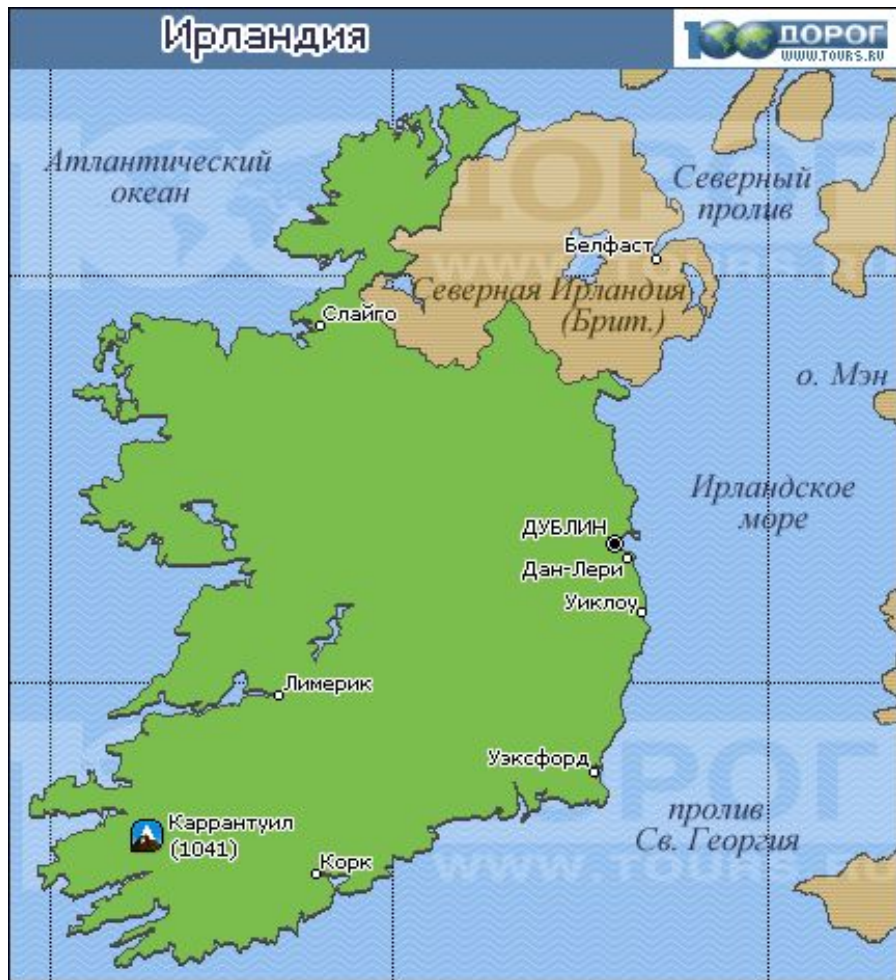 Ирландия
100 ДОРОГ
WWW.TOURS.RU
Атлантический
океан
Северный
пролив
Белфаст
Северная Ирландия
(Брит.)
Слайго
о. Мэн
Ирландское
море
ДУБЛИН
Дан-Лери
Уиклоу
Лимерик
Уэксфорд
пролив
Св. Георгия
Каррантуил
(1041)
Корк